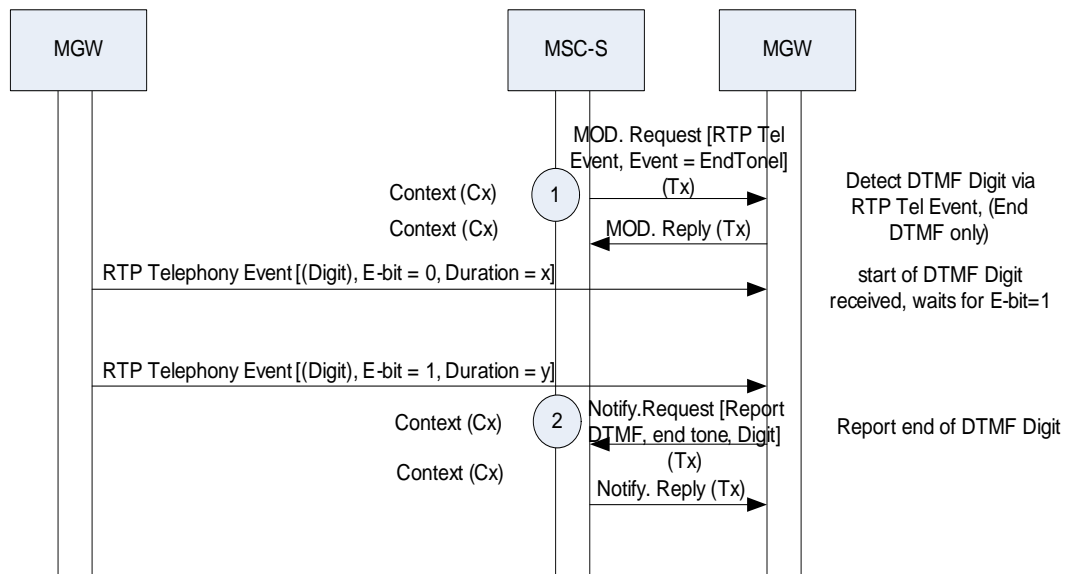 MGW
MSC-S
MGW
MOD. Request [RTP Tel
Event, Event = EndTonel]
(Tx)
Context (Cx)
1
Detect DTMF Digit via
RTP Tel Event, (End
DTMF only)
Context (Cx)
MOD. Reply (Tx)
RTP Telephony Event [(Digit), E-bit = 0, Duration = x]
start of DTMF Digit
received, waits for E-bit=1
RTP Telephony Event [(Digit), E-bit = 1, Duration = y]
Context (Cx)
2
Notify.Request [Report
DTMF, end tone, Digit]
(Tx)
Report end of DTMF Digit
Context (Cx)
Notify. Reply (Tx)